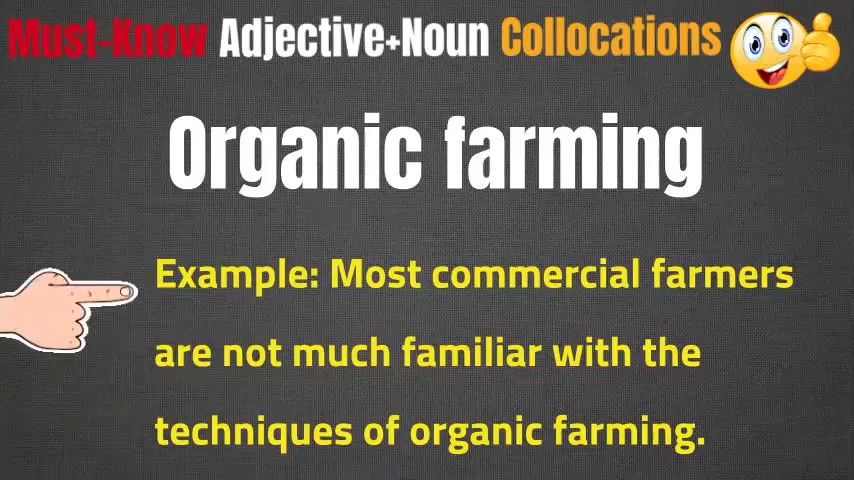 Must-Know Adjective+Noun Collocations
Organic farming
Example: Most commercial farmers
are not much familiar with the
techniques of organic farming.